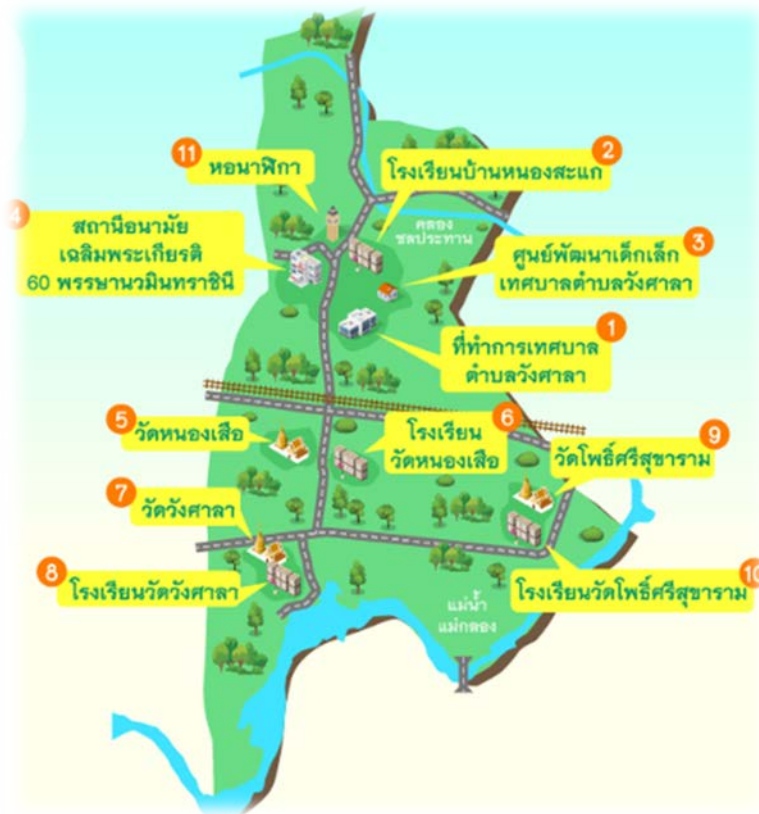 11
หอนาฬิกา
2
โรงเรียนบ้านหนองสะแก
4
สถานีอนามัย
เฉลิมพระเกียรติ
60 พรรษานวมินทราชินี
คลอง
ชลประทาน
3
ศูนย์พัฒนาเด็กเล็ก
เทศบาลตำบลวังศาลา
1
ที่ทำการเทศบาล
ตำบลวังศาลา
5
วัดหนองเสือ
6
โรงเรียน
วัดหนองเสือ
9
วัดโพธิ์ศรีสุขาราม
7
วัดวังศาลา
8
โรงเรียนวัดวังศาลา
10
โรงเรียนวัดโพธิ์ศรีสุขาราม
แม่น้ำ
แม่กลอง